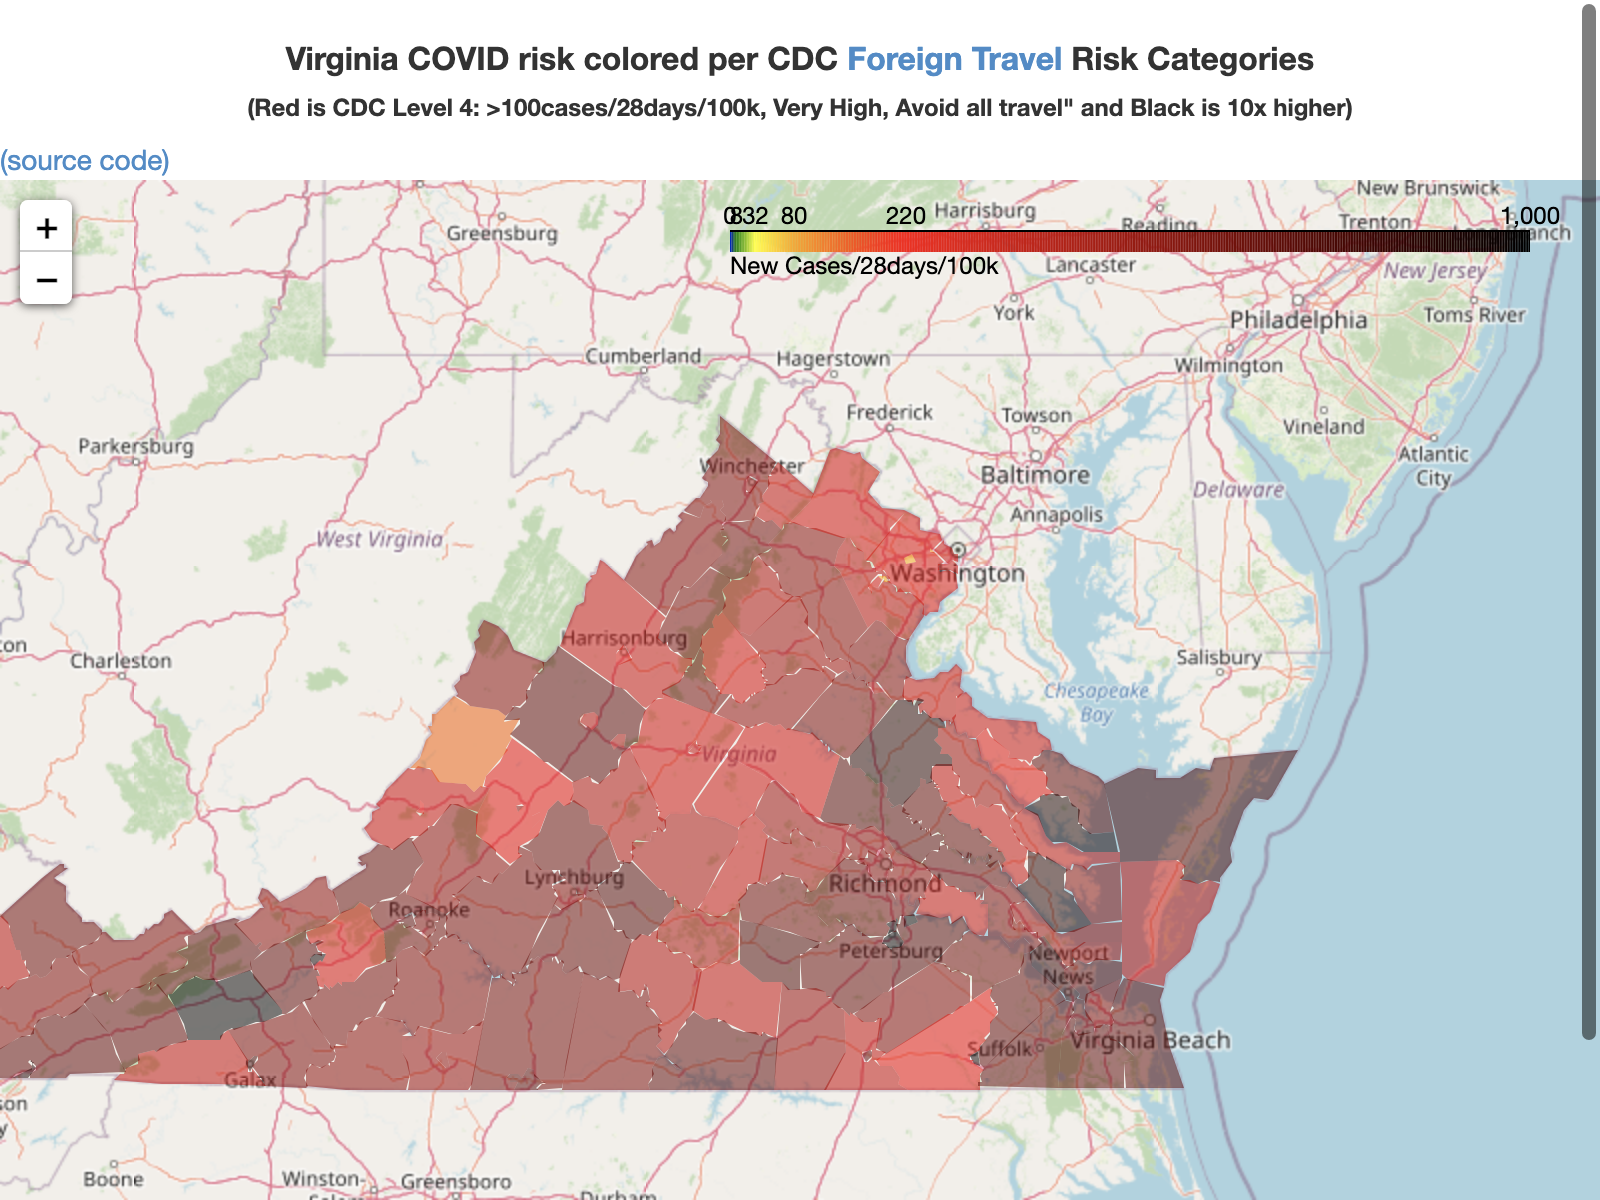 Virginia COVID risk colored per CDC Foreign Travel Risk Categories
(Red is CDC Level 4: >100cases/28days/100k, Very High, Avoid all travel" and Black is 10x higher)
(source code)
+
−
0 8 32 80 220 1,000
New Cases/28days/100k
New Brunswick
Harrisburg
Reading
Trenton
Long Branch
Greensburg
Lancaster
New Jersey
York
Philadelphia
Toms River
Cumberland
Hagerstown
Wilmington
Frederick
Towson
Vineland
Parkersburg
Winchester
Baltimore
Atlantic
City
Delaware
Annapolis
West Virginia
Washington
Harrisonburg
Charleston
Salisbury
Chesapeake
Bay
Virginia
Lynchburg
Richmond
Roanoke
Petersburg
Newport
News
Virginia Beach
Suffolk
Galax
Boone
Winston-
Greensboro
Durham